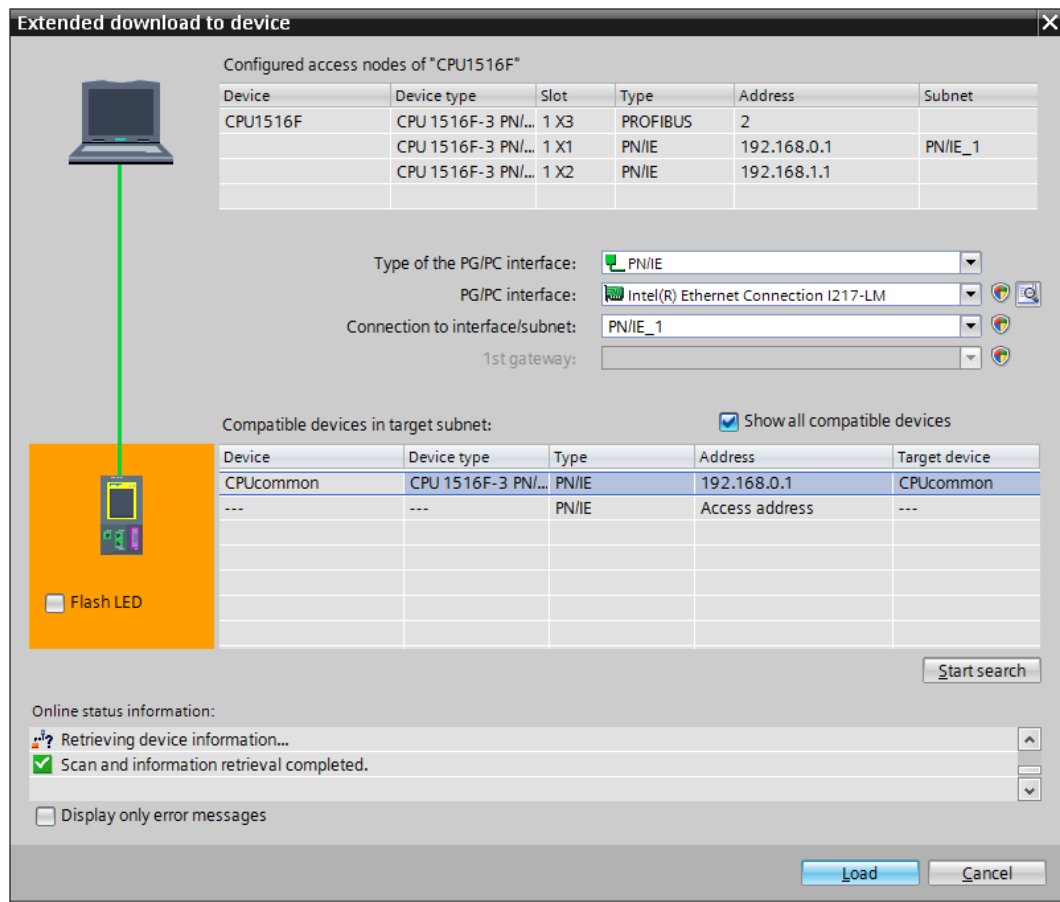 Extended download to device
Configured access nodes of "CPU1516F"
Device Device type Slot Type Address Subnet
CPU1516F CPU 1516F-3 PN/... 1 X3 PROFIBUS 2
CPU 1516F-3 PN/... 1 X1 PN/IE 192.168.0.1 PN/IE_1
CPU 1516F-3 PN/... 1 X2 PN/IE 192.168.1.1
Type of the PG/PC interface: PN/IE
PG/PC interface: Intel(R) Ethernet Connection I217-LM
Connection to interface/subnet: PN/IE_1
1st gateway:
Compatible devices in target subnet: Show all compatible devices
Device Device type Type Address Target device
CPUcommon CPU 1516F-3 PN/... PN/IE 192.168.0.1 CPUcommon
--- --- PN/IE Access address ---
Flash LED
Start search
Online status information:
Retrieving device information...
Scan and information retrieval completed.
Display only error messages
Load Cancel